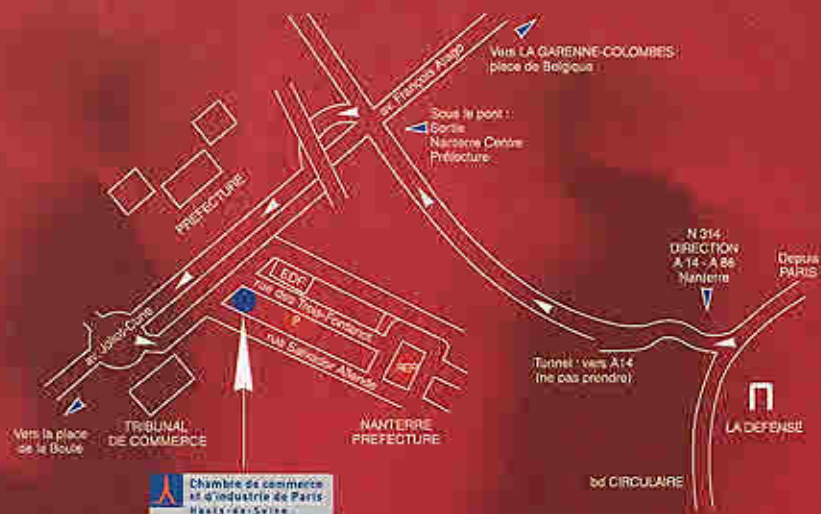 Vers LA GARENNE-COLOMBES
place de Belgique
av. François Arago
Sous le pont :
Sortie
Nanterre Centre
Préfecture
PREFECTURE
N 314
DIRECTION
A 14 - A 86
Nanterre
Depuis
PARIS
EDF
rue des Trois-Fontanot
P
rue Salvador Allende
RER
av. Joliot-Curie
Tunnel : vers A14
(ne pas prendre)
LA DEFENSE
Vers la place
de la Boule
TRIBUNAL
DE COMMERCE
NANTERRE
PREFECTURE
bd CIRCULAIRE
Chambre de commerce
et d'industrie de Paris
Hauts-de-Seine